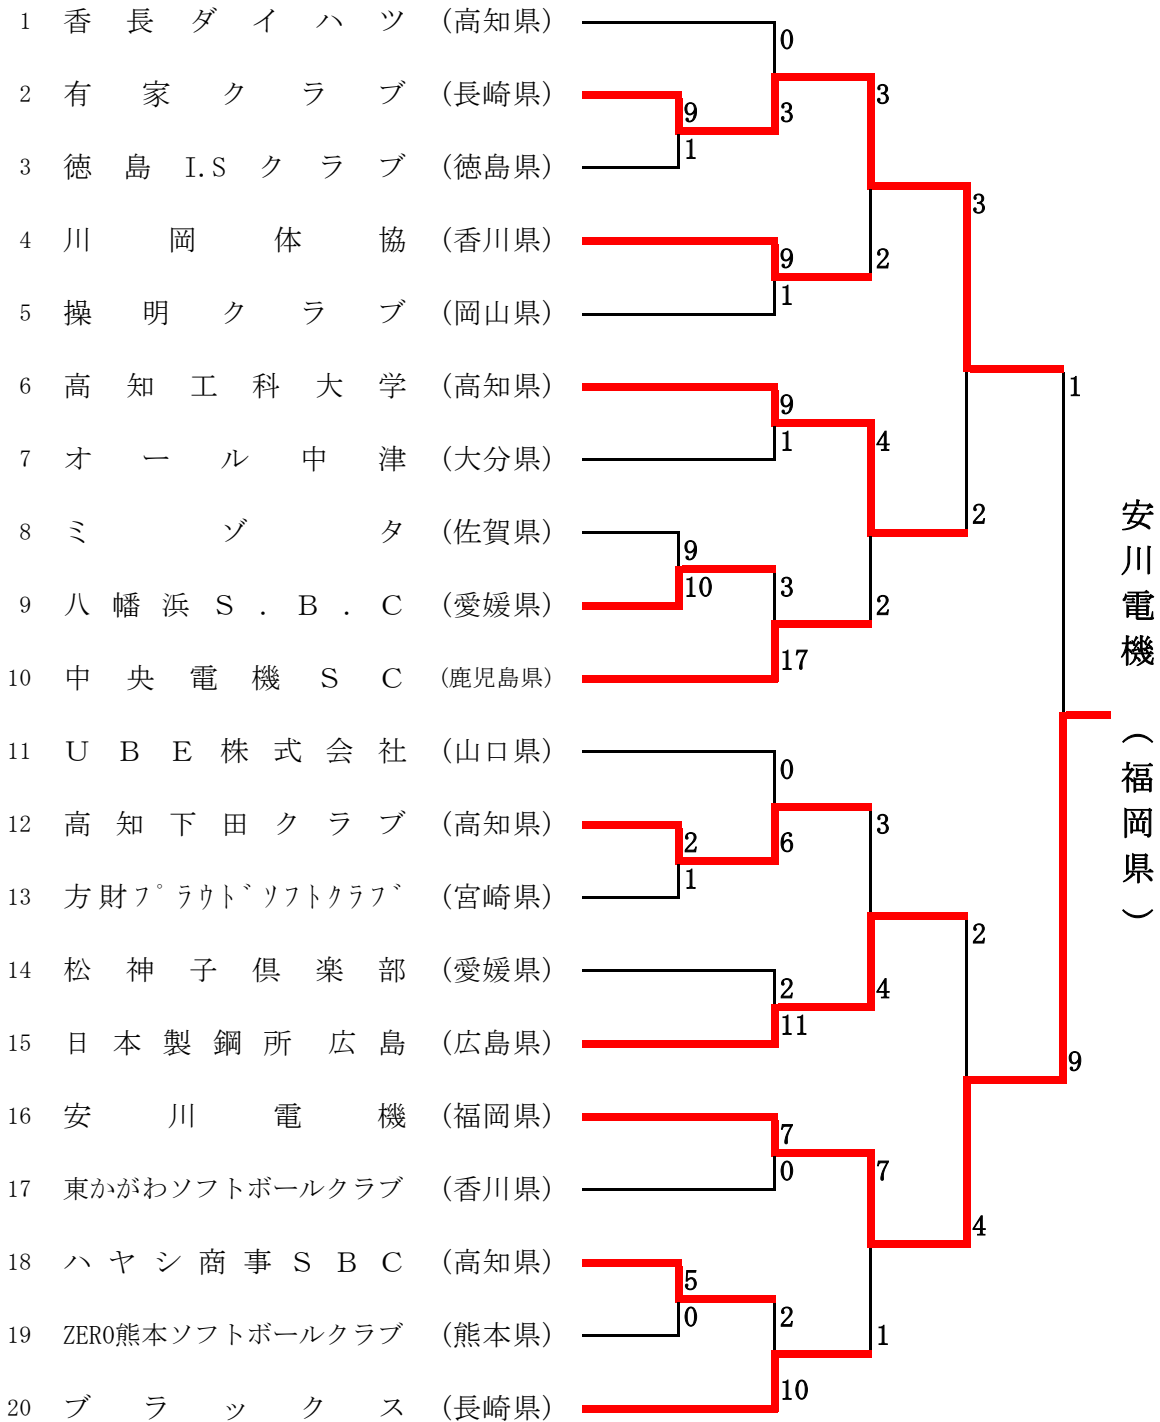 1 香長ダイハツ (高知県)
0
2 有家クラブ (長崎県)
9
3
3
1
3 徳島I.Sクラブ (徳島県)
3
4 川岡体協 (香川県)
9
2
1
5 操明クラブ (岡山県)
6 高知工科大学 (高知県)
1
9
4
1
7 オール中津 (大分県)
2
8 ミゾタ (佐賀県)
9
10
3
2
9 八幡浜S.B.C (愛媛県)
17
10 中央電機SC (鹿児島県)
安川電機 (福岡県)
11 UBE株式会社 (山口県)
0
12 高知下田クラブ (高知県)
2
6
3
1
13 方財プラウドソフトクラブ (宮崎県)
2
14 松神子倶楽部 (愛媛県)
2
4
11
15 日本製鋼所広島 (広島県)
9
16 安川電機 (福岡県)
7
0
7
17 東かがわソフトボールクラブ (香川県)
4
18 ハヤシ商事SBC (高知県)
5
0
2
1
19 ZERO熊本ソフトボールクラブ (熊本県)
10
20 ブラックス (長崎県)